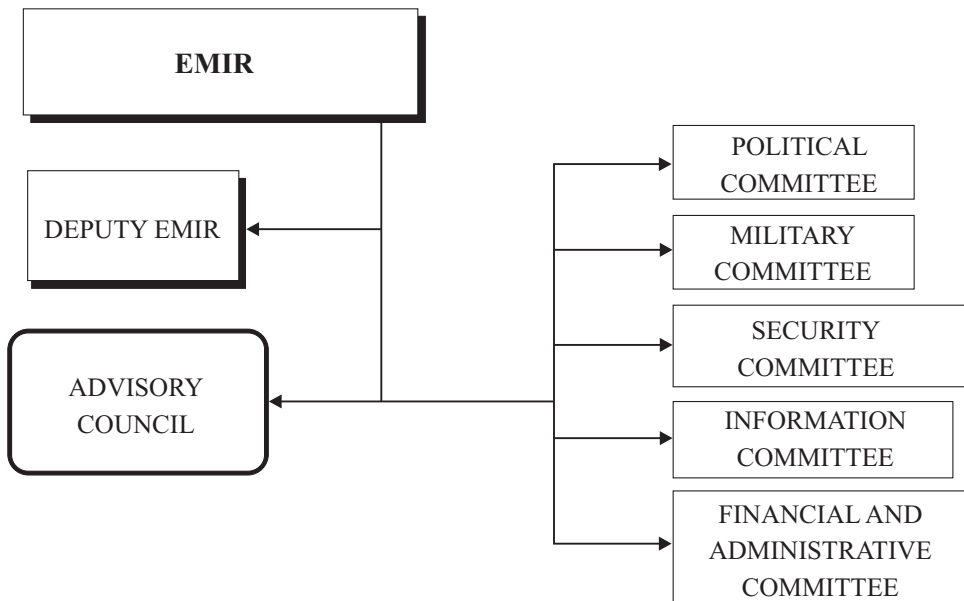 EMIR
DEPUTY EMIR
ADVISORY
COUNCIL
POLITICAL
COMMITTEE
MILITARY
COMMITTEE
SECURITY
COMMITTEE
INFORMATION
COMMITTEE
FINANCIAL AND
ADMINISTRATIVE
COMMITTEE